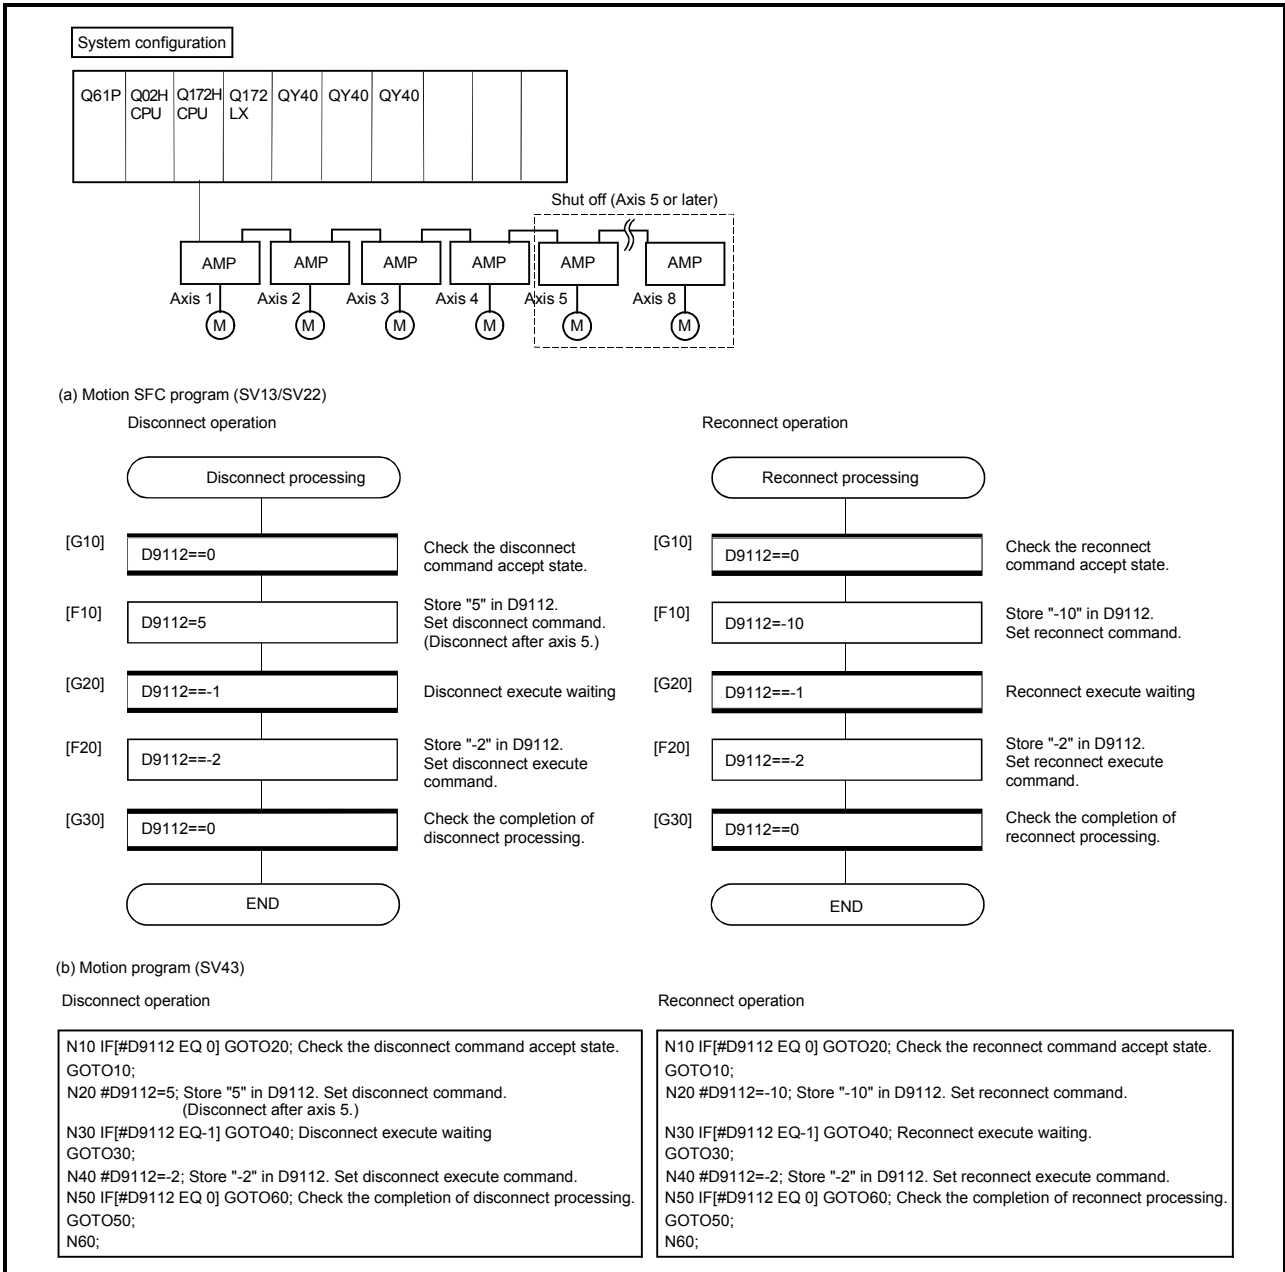 System configuration
Q61P Q02H CPU Q172H CPU Q172 LX QY40 QY40 QY40
Shut off (Axis 5 or later)
AMP AMP AMP AMP AMP AMP
Axis 1 Axis 2 Axis 3 Axis 4 Axis 5 Axis 8
M M M M M M
(a) Motion SFC program (SV13/SV22)
Disconnect operation
Disconnect processing
[G10] D9112==0 Check the disconnect
command accept state.
[F10] D9112=5 Store "5" in D9112.
Set disconnect command.
(Disconnect after axis 5.)
[G20] D9112==-1 Disconnect execute waiting
[F20] D9112==-2 Store "-2" in D9112.
Set disconnect execute
command.
[G30] D9112==0 Check the completion of
disconnect processing.
END
Reconnect operation
Reconnect processing
[G10] D9112==0 Check the reconnect
command accept state.
[F10] D9112=-10 Store "-10" in D9112.
Set reconnect command.
[G20] D9112==-1 Reconnect execute waiting
[F20] D9112==-2 Store "-2" in D9112.
Set reconnect execute
command.
[G30] D9112==0 Check the completion of
reconnect processing.
END
(b) Motion program (SV43)
Disconnect operation
N10 IF[#D9112 EQ 0] GOTO20; Check the disconnect command accept state.
GOTO10;
N20 #D9112=5; Store "5" in D9112. Set disconnect command.
(Disconnect after axis 5.)
N30 IF[#D9112 EQ-1] GOTO40; Disconnect execute waiting
GOTO30;
N40 #D9112=-2; Store "-2" in D9112. Set disconnect execute command.
N50 IF[#D9112 EQ 0] GOTO60; Check the completion of disconnect processing.
GOTO50;
N60;
Reconnect operation
N10 IF[#D9112 EQ 0] GOTO20; Check the reconnect command accept state.
GOTO10;
N20 #D9112=-10; Store "-10" in D9112. Set reconnect command.
N30 IF[#D9112 EQ-1] GOTO40; Reconnect execute waiting.
GOTO30;
N40 #D9112=-2; Store "-2" in D9112. Set reconnect execute command.
N50 IF[#D9112 EQ 0] GOTO60; Check the completion of reconnect processing.
GOTO50;
N60;